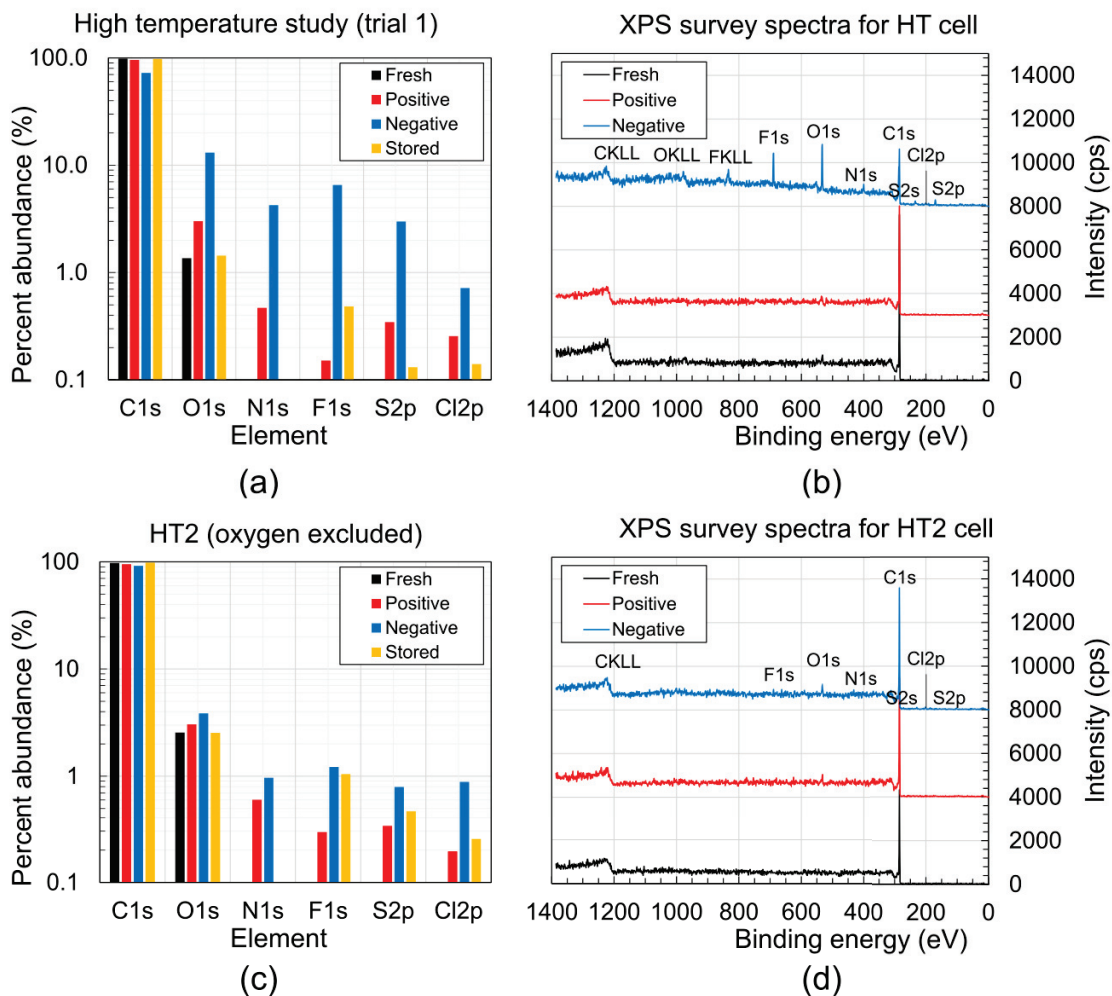 High temperature study (trial 1)
100.0
10.0
1.0
0.1
Percent abundance (%)
Fresh
Positive
Negative
Stored
C1s O1s N1s F1s S2p Cl2p
Element
(a)
XPS survey spectra for HT cell
Fresh
Positive
Negative
CKLL OKLL FKLL F1s O1s N1s C1s Cl2p S2s S2p
14000
12000
10000
8000
6000
4000
2000
0
Intensity (cps)
1400 1200 1000 800 600 400 200 0
Binding energy (eV)
(b)
HT2 (oxygen excluded)
100
10
1
0.1
Percent abundance (%)
Fresh
Positive
Negative
Stored
C1s O1s N1s F1s S2p Cl2p
Element
(c)
XPS survey spectra for HT2 cell
Fresh
Positive
Negative
CKLL F1s O1s N1s C1s Cl2p S2s S2p
14000
12000
10000
8000
6000
4000
2000
0
Intensity (cps)
1400 1200 1000 800 600 400 200 0
Binding energy (eV)
(d)